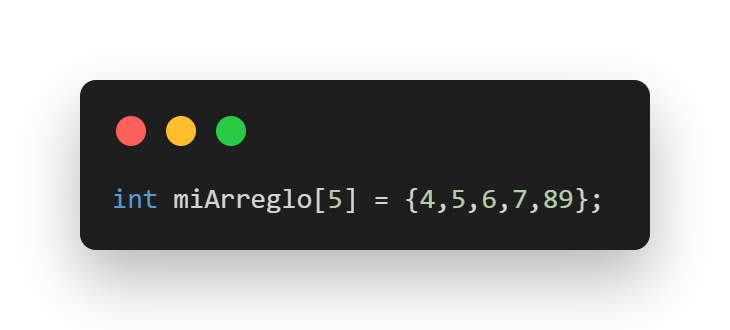 int miArreglo[5] = {4,5,6,7,89};